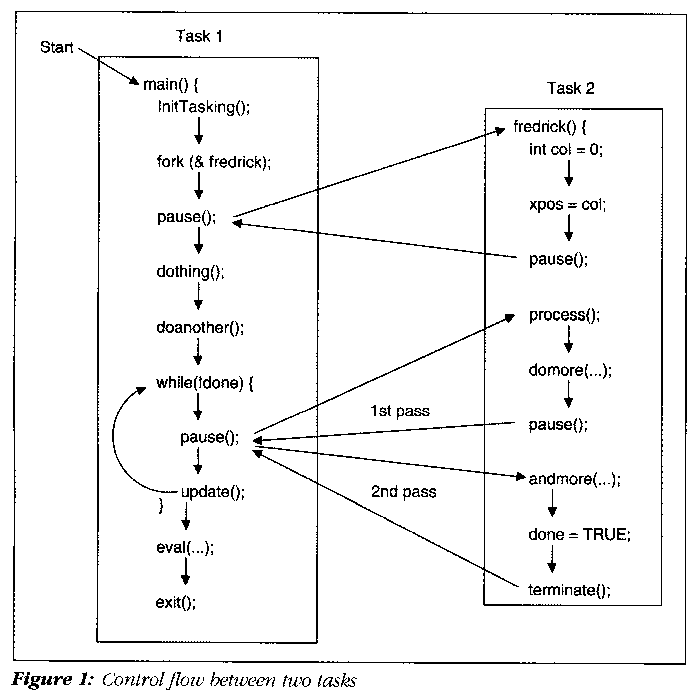 Task 1
Start
main() {
InitTasking();
fork (& fredrick);
pause();
dothing();
doanother();
while(!done) {
pause();
update();
}
eval(...);
exit();
Task 2
fredrick() {
int col = 0;
xpos = col;
pause();
process();
domore(...);
pause();
andmore(...);
done = TRUE;
terminate();
1st pass
2nd pass
Figure 1: Control flow between two tasks